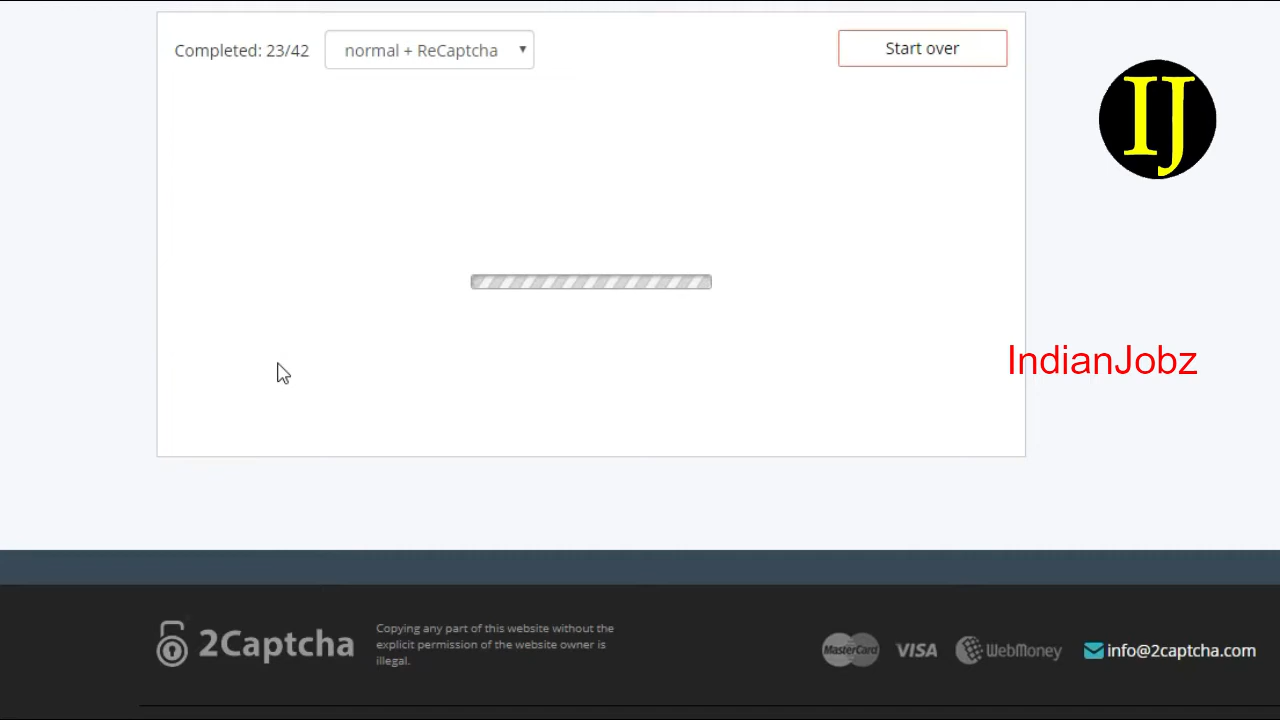 Completed: 23/42 normal + ReCaptcha Start over
IJ
IndianJobz
2Captcha
Copying any part of this website without the
explicit permission of the website owner is
illegal.
MasterCard VISA WebMoney info@2captcha.com